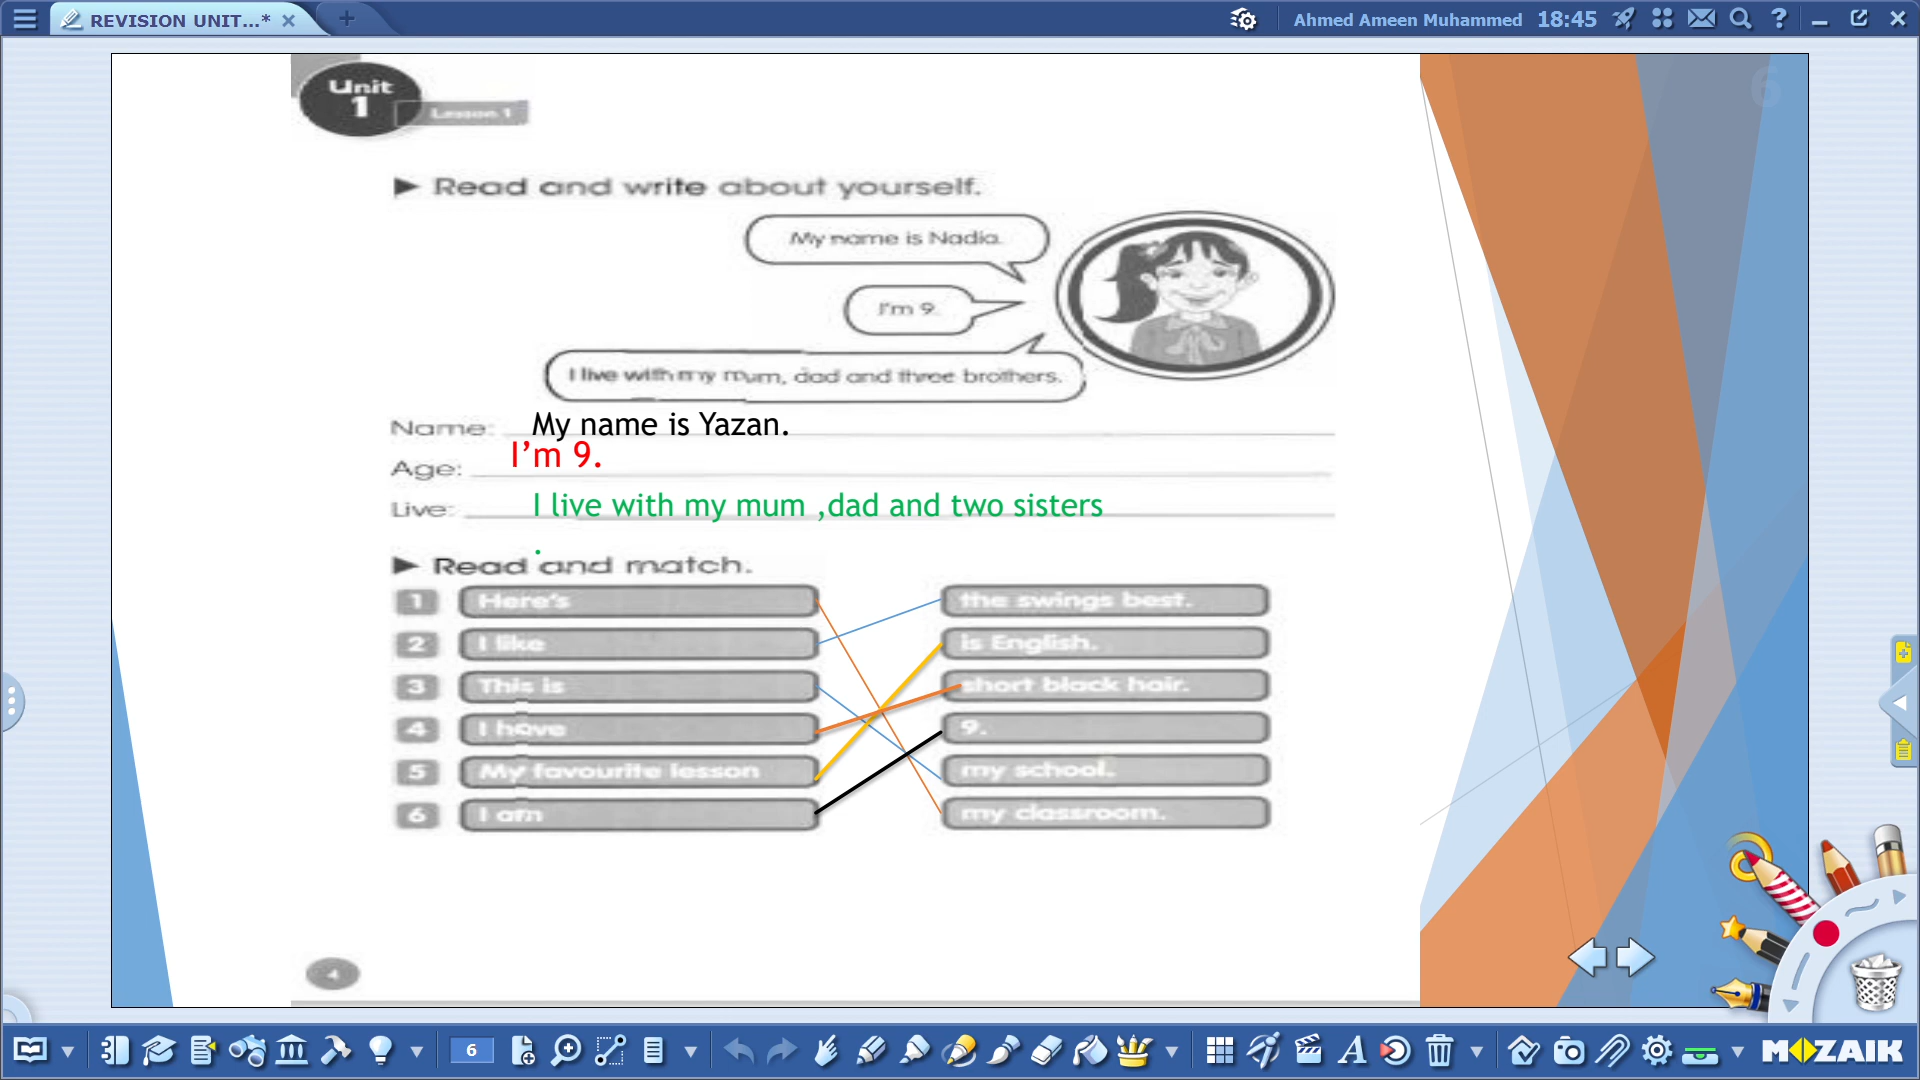 REVISION UNIT...*
Ahmed Ameen Muhammed 18:45
6
Unit
1
Lesson 1
Read and write about yourself.
My name is Nadia.
I'm 9.
I live with my mum, dad and three brothers.
Name: My name is Yazan.
Age: I’m 9.
Live: I live with my mum ,dad and two sisters
.
Read and match.
1 Here's the swings best.
2 I like is English.
3 This is short black hair.
4 I have 9.
5 My favourite lesson my school.
6 I am my classroom.
4
6
MOZAIK